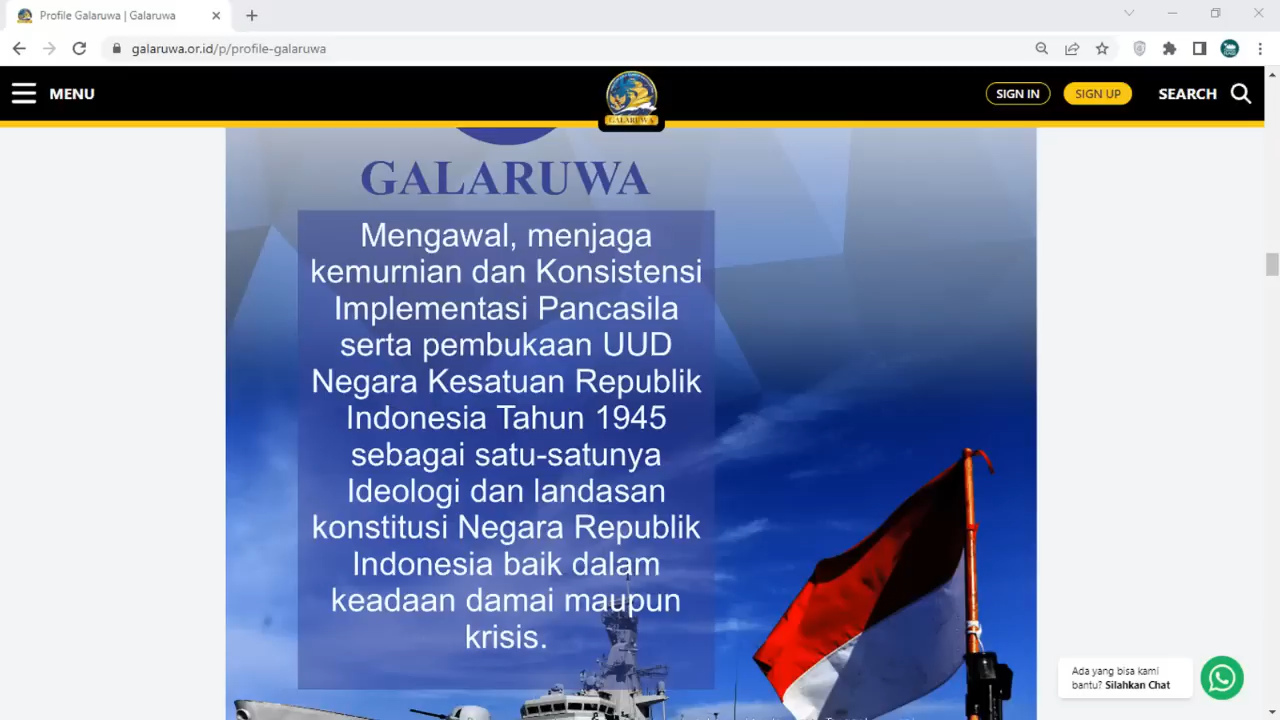 Profile Galaruwa | Galaruwa
galaruwa.or.id/p/profile-galaruwa
MENU
GALARUWA
SIGN IN
SIGN UP
SEARCH
GALARUWA
Mengawal, menjaga
kemurnian dan Konsistensi
Implementasi Pancasila
serta pembukaan UUD
Negara Kesatuan Republik
Indonesia Tahun 1945
sebagai satu-satunya
Ideologi dan landasan
konstitusi Negara Republik
Indonesia baik dalam
keadaan damai maupun
krisis.
Ada yang bisa kami
bantu? Silahkan Chat